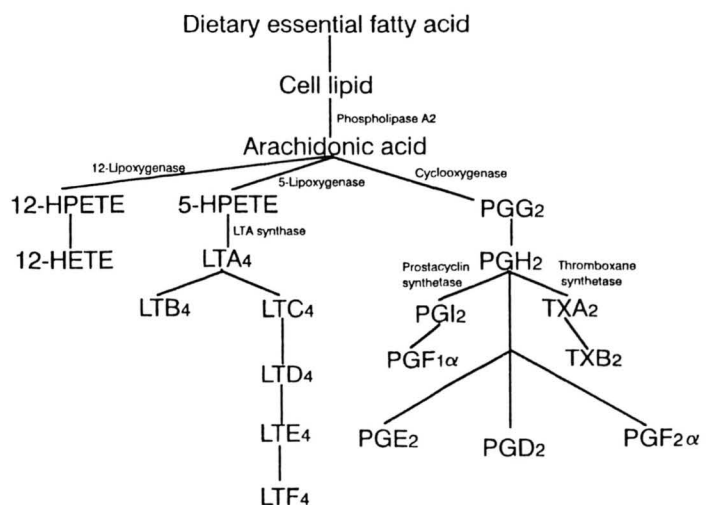 Dietary essential fatty acid
Cell lipid
Phospholipase A2
Arachidonic acid
12-Lipoxygenase
5-Lipoxygenase
Cyclooxygenase
12-HPETE
5-HPETE
PGG2
LTA synthase
12-HETE
LTA4
PGH2
Prostacyclin
synthetase
Thromboxane
synthetase
LTB4
LTC4
PGI2
TXA2
PGF1α
TXB2
LTD4
LTE4
PGE2
PGD2
PGF2α
LTF4